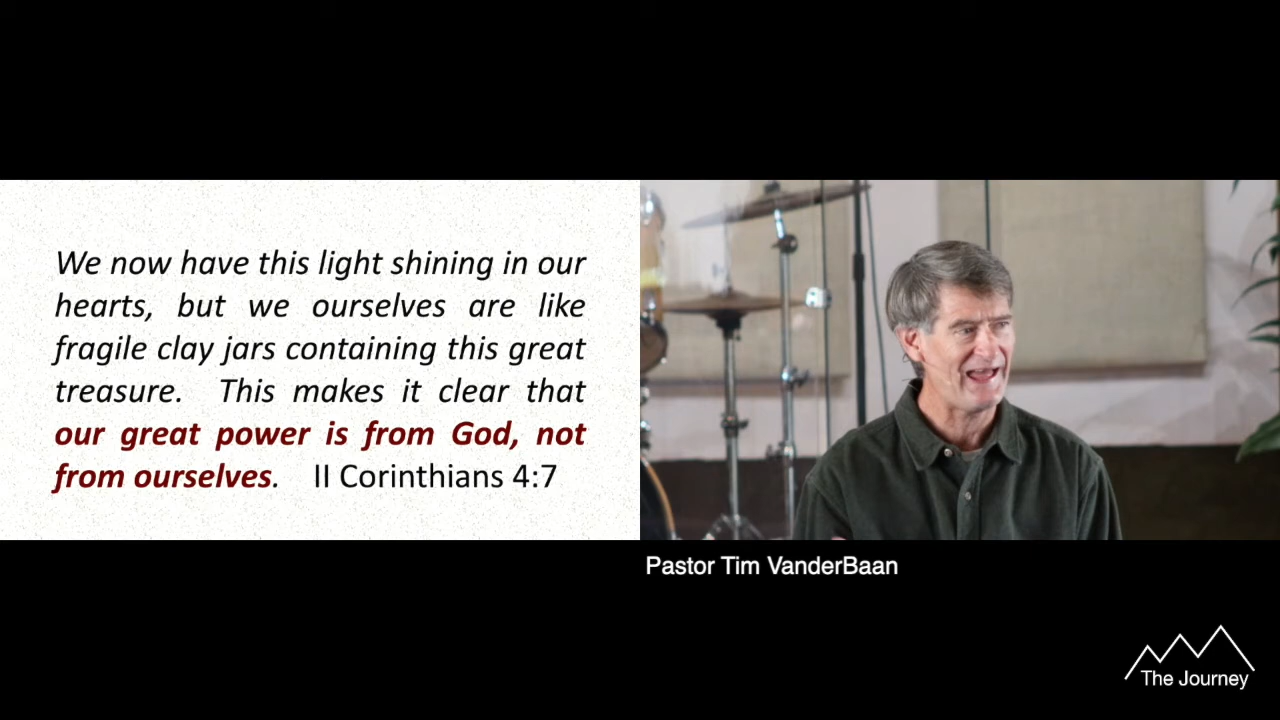 We now have this light shining in our
hearts, but we ourselves are like
fragile clay jars containing this great
treasure. This makes it clear that
our great power is from God, not
from ourselves. II Corinthians 4:7
Pastor Tim VanderBaan
The Journey